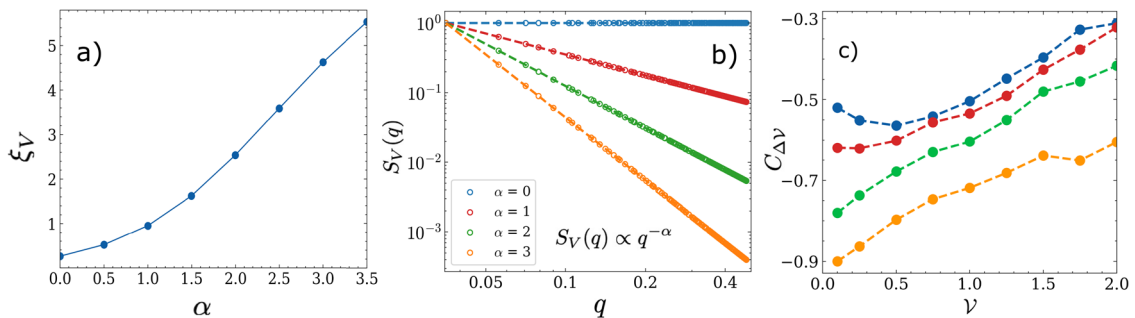 a)
ξ_V
5
4
3
2
1
0.0 0.5 1.0 1.5 2.0 2.5 3.0 3.5
α
b)
S_V(q)
10^0
10^−1
10^−2
10^−3
α = 0
α = 1
α = 2
α = 3
S_V(q) ∝ q^−α
0.05 0.1 0.2 0.4
q
c)
C_Δ𝒱
−0.3
−0.5
−0.7
−0.9
0.0 0.5 1.0 1.5 2.0
𝒱